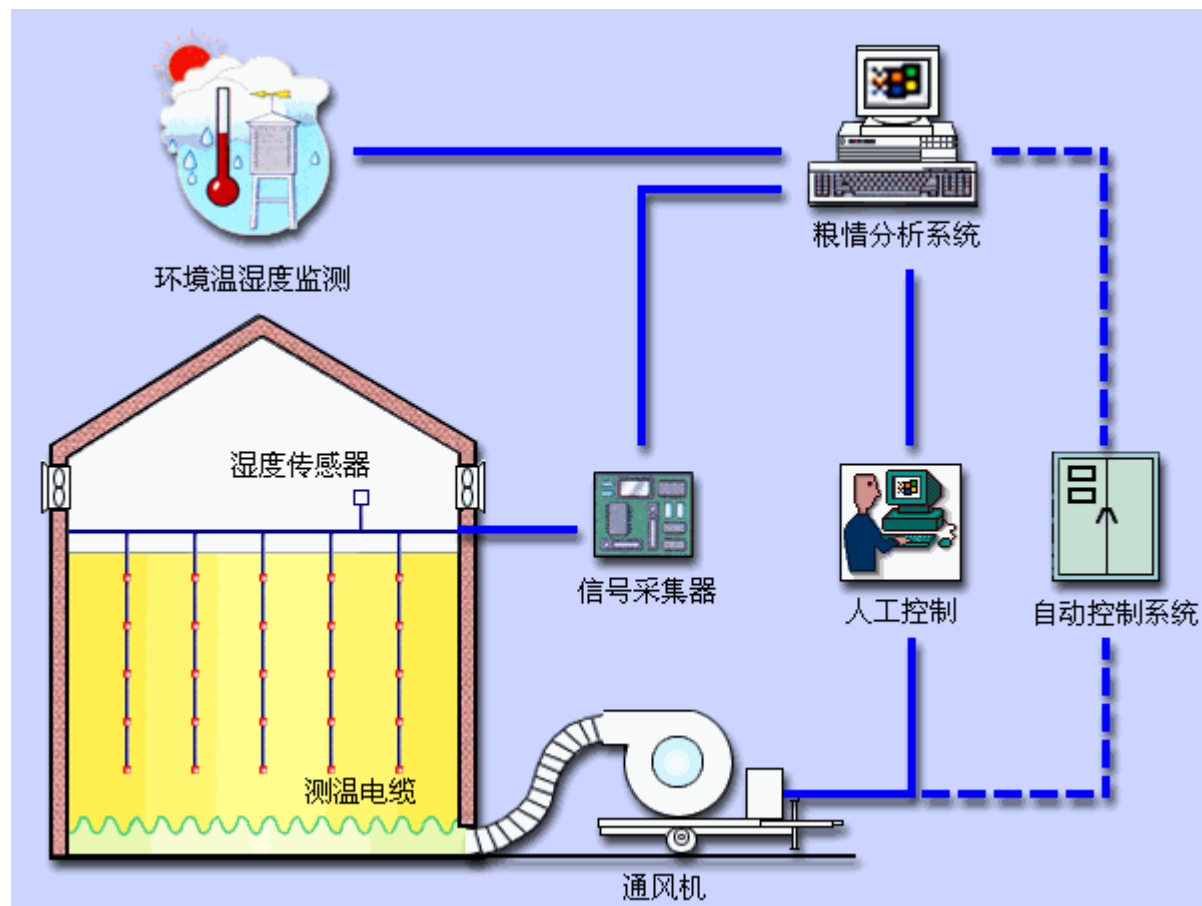 粮情分析系统
环境温湿度监测
湿度传感器
信号采集器
人工控制
自动控制系统
测温电缆
通风机